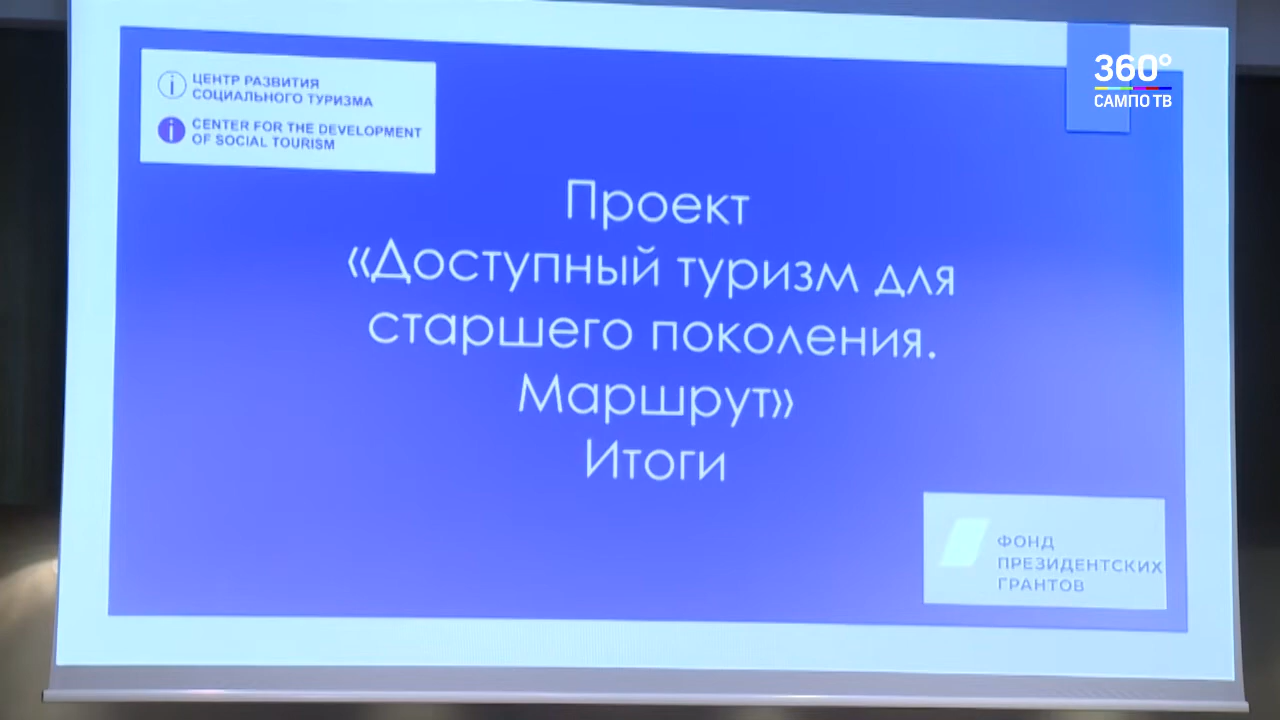 ЦЕНТР РАЗВИТИЯ
СОЦИАЛЬНОГО ТУРИЗМА
CENTER FOR THE DEVELOPMENT
OF SOCIAL TOURISM
360°
САМПО ТВ
Проект
«Доступный туризм для
старшего поколения.
Маршрут»
Итоги
ФОНД
ПРЕЗИДЕНТСКИХ
ГРАНТОВ